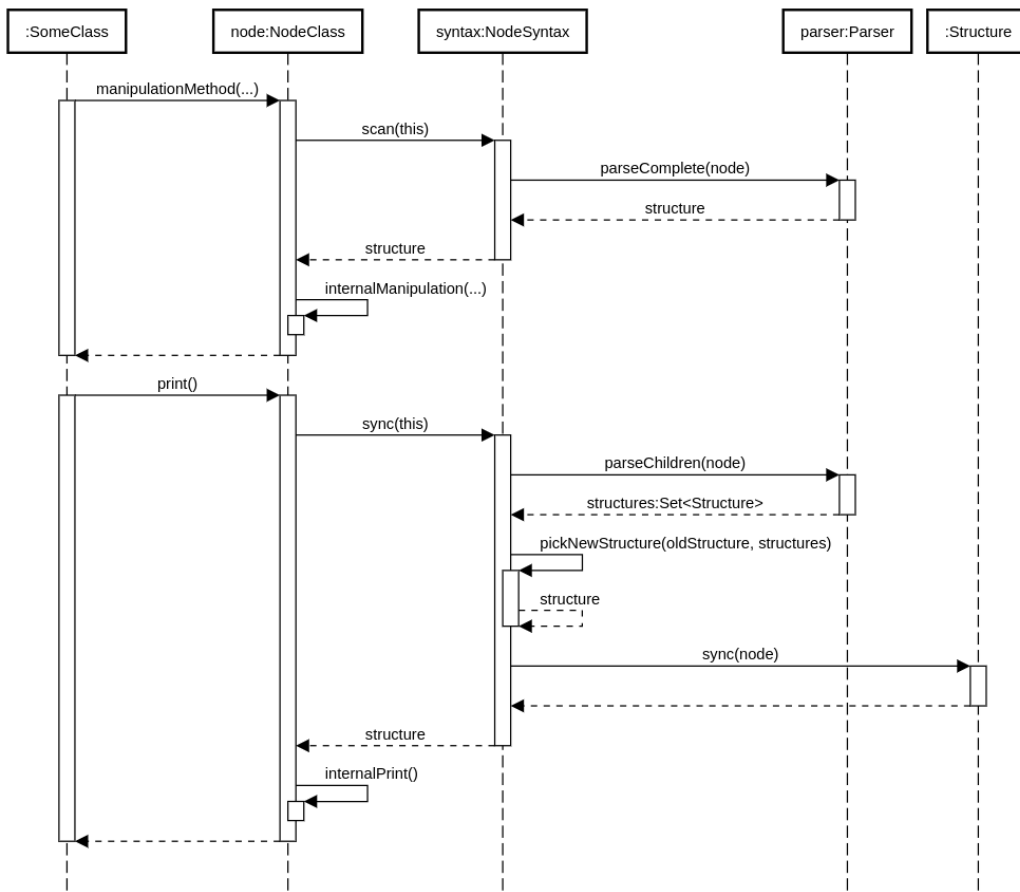 :SomeClass
node:NodeClass
syntax:NodeSyntax
parser:Parser
:Structure
manipulationMethod(...)
scan(this)
parseComplete(node)
structure
structure
internalManipulation(...)
print()
sync(this)
parseChildren(node)
structures:Set<Structure>
pickNewStructure(oldStructure, structures)
structure
sync(node)
structure
internalPrint()